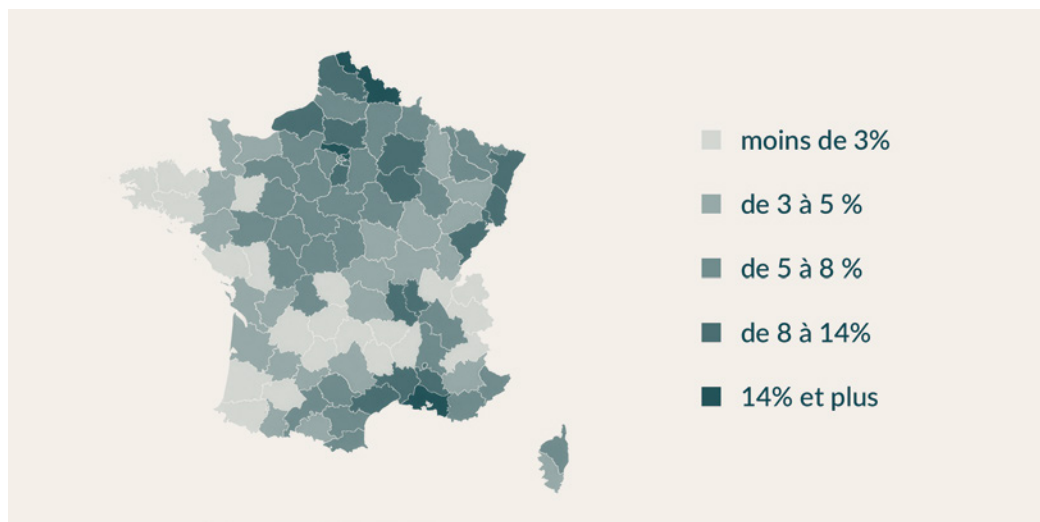 moins de 3%
de 3 à 5 %
de 5 à 8 %
de 8 à 14%
14% et plus